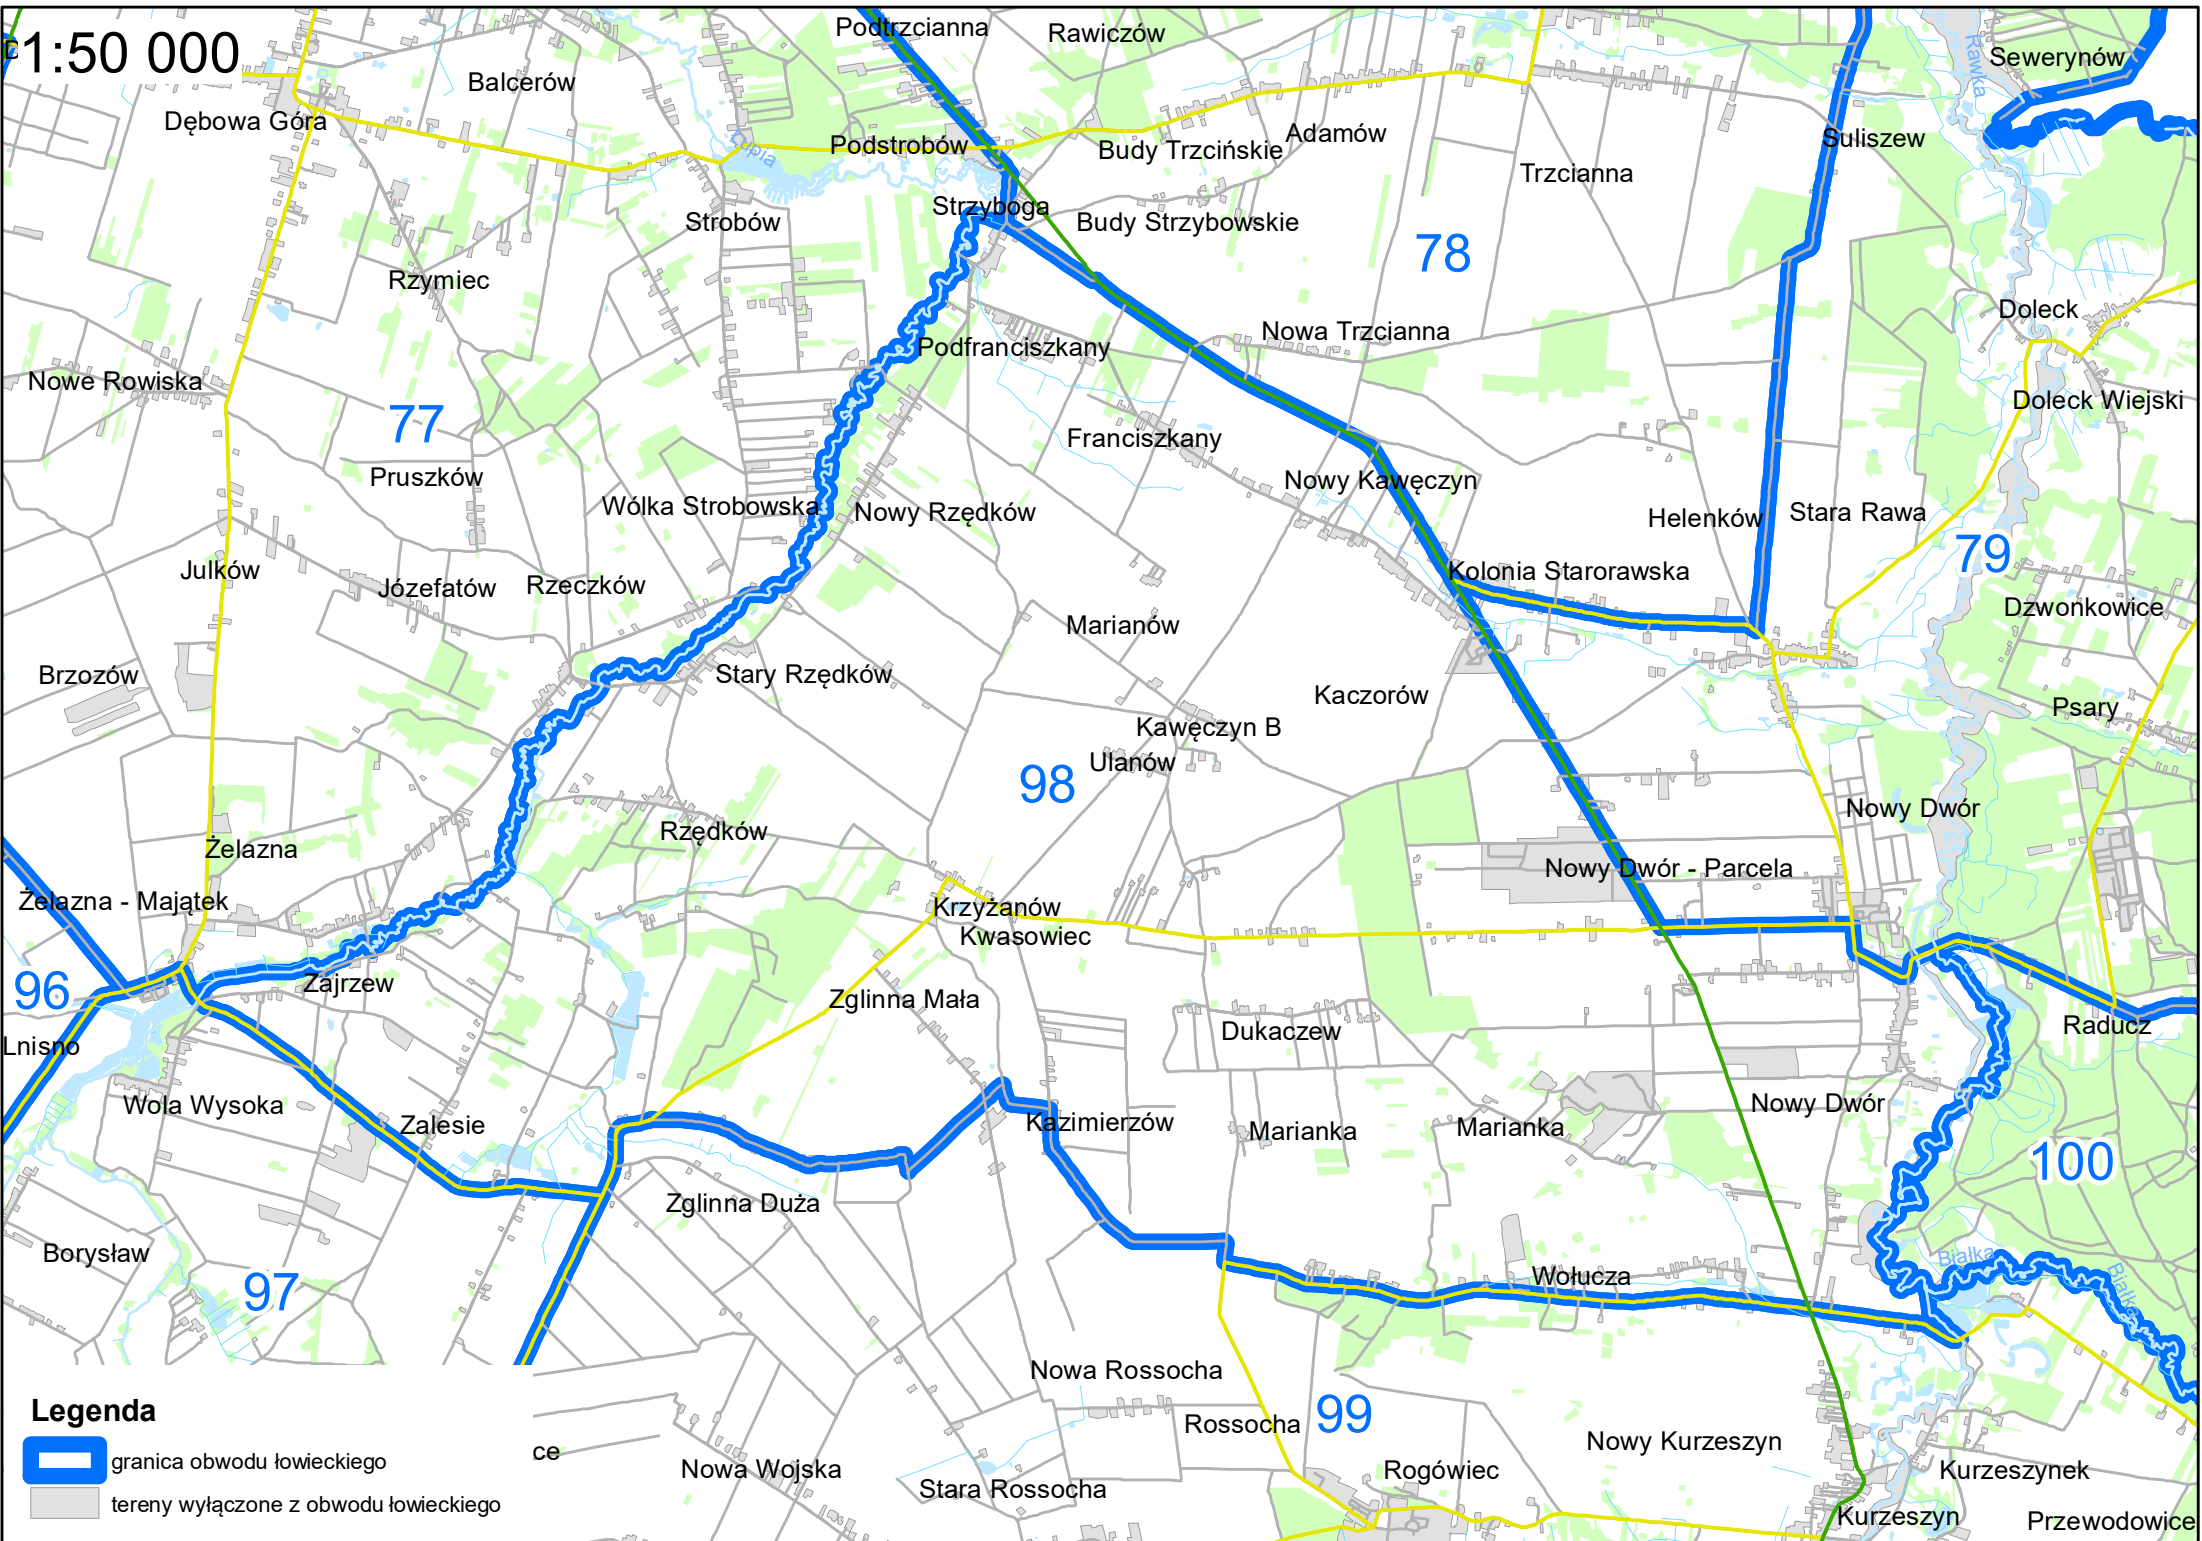 1:50 000
Podtrzcianna
Rawiczów
Sewerynów
Rawka
Balcerów
Dębowa Góra
Podstrobów
Budy Trzcińskie
Adamów
Suliszew
Łupia
Trzcianna
Strzyboga
Strobów
Budy Strzybowskie
78
Rzymiec
Doleck
Nowa Trzcianna
Podfranciszkany
Nowe Rowiska
Doleck Wiejski
77
Franciszkany
Pruszków
Nowy Kawęczyn
Wólka Strobowska
Nowy Rzędków
Helenków
Stara Rawa
79
Julków
Józefatów
Rzeczków
Kolonia Starorawska
Dzwonkowice
Marianów
Brzozów
Stary Rzędków
Kaczorów
Psary
Kawęczyn B
Ulanów
98
Nowy Dwór
Rzędków
Żelazna
Nowy Dwór - Parcela
Żelazna - Majątek
Krzyżanów
Kwasowiec
96
Zajrzew
Zglinna Mała
Dukaczew
Raducz
Lnisno
Wola Wysoka
Zalesie
Kazimierzów
Marianka
Marianka
Nowy Dwór
100
Zglinna Duża
Borysław
Białka
Białka
97
Wołucza
Nowa Rossocha
99
Rossocha
Legenda
granica obwodu łowieckiego
tereny wyłączone z obwodu łowieckiego
ce
Nowa Wojska
Stara Rossocha
Rogówiec
Nowy Kurzeszyn
Kurzeszynek
Kurzeszyn
Przewodowice